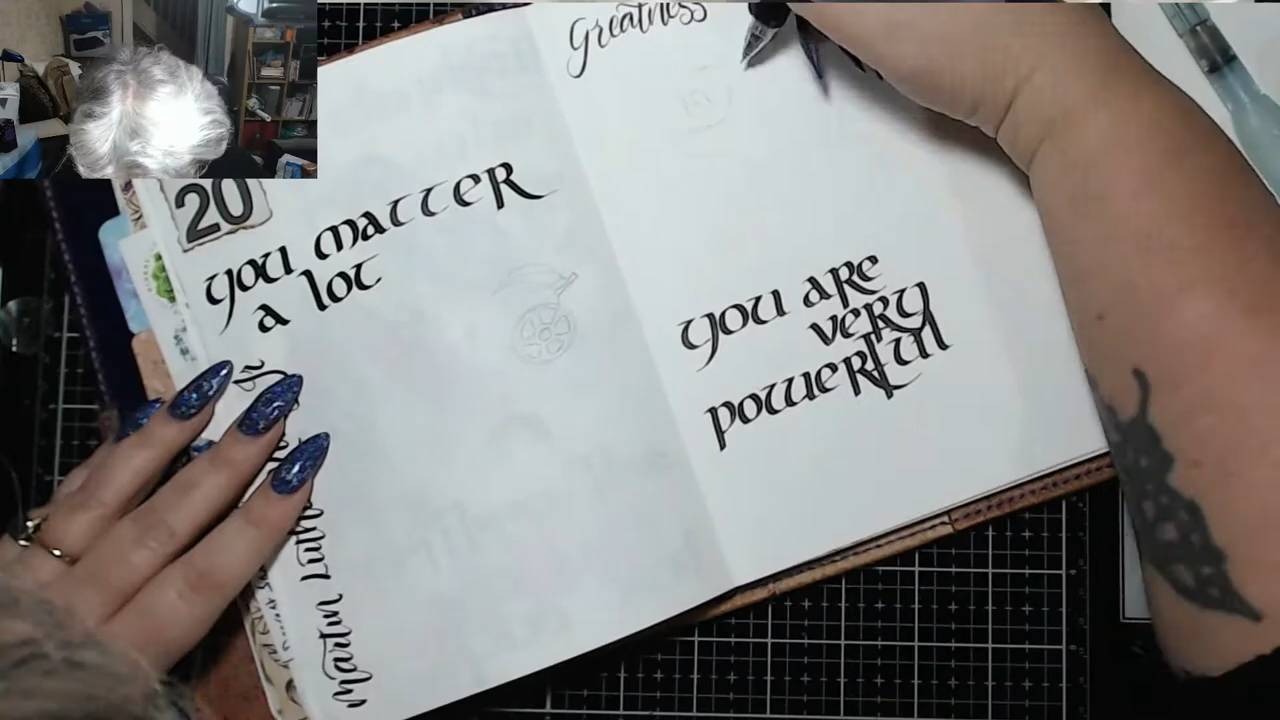 20
you matter
a lot
Martin Luth
Greatness
you are
very
powerful